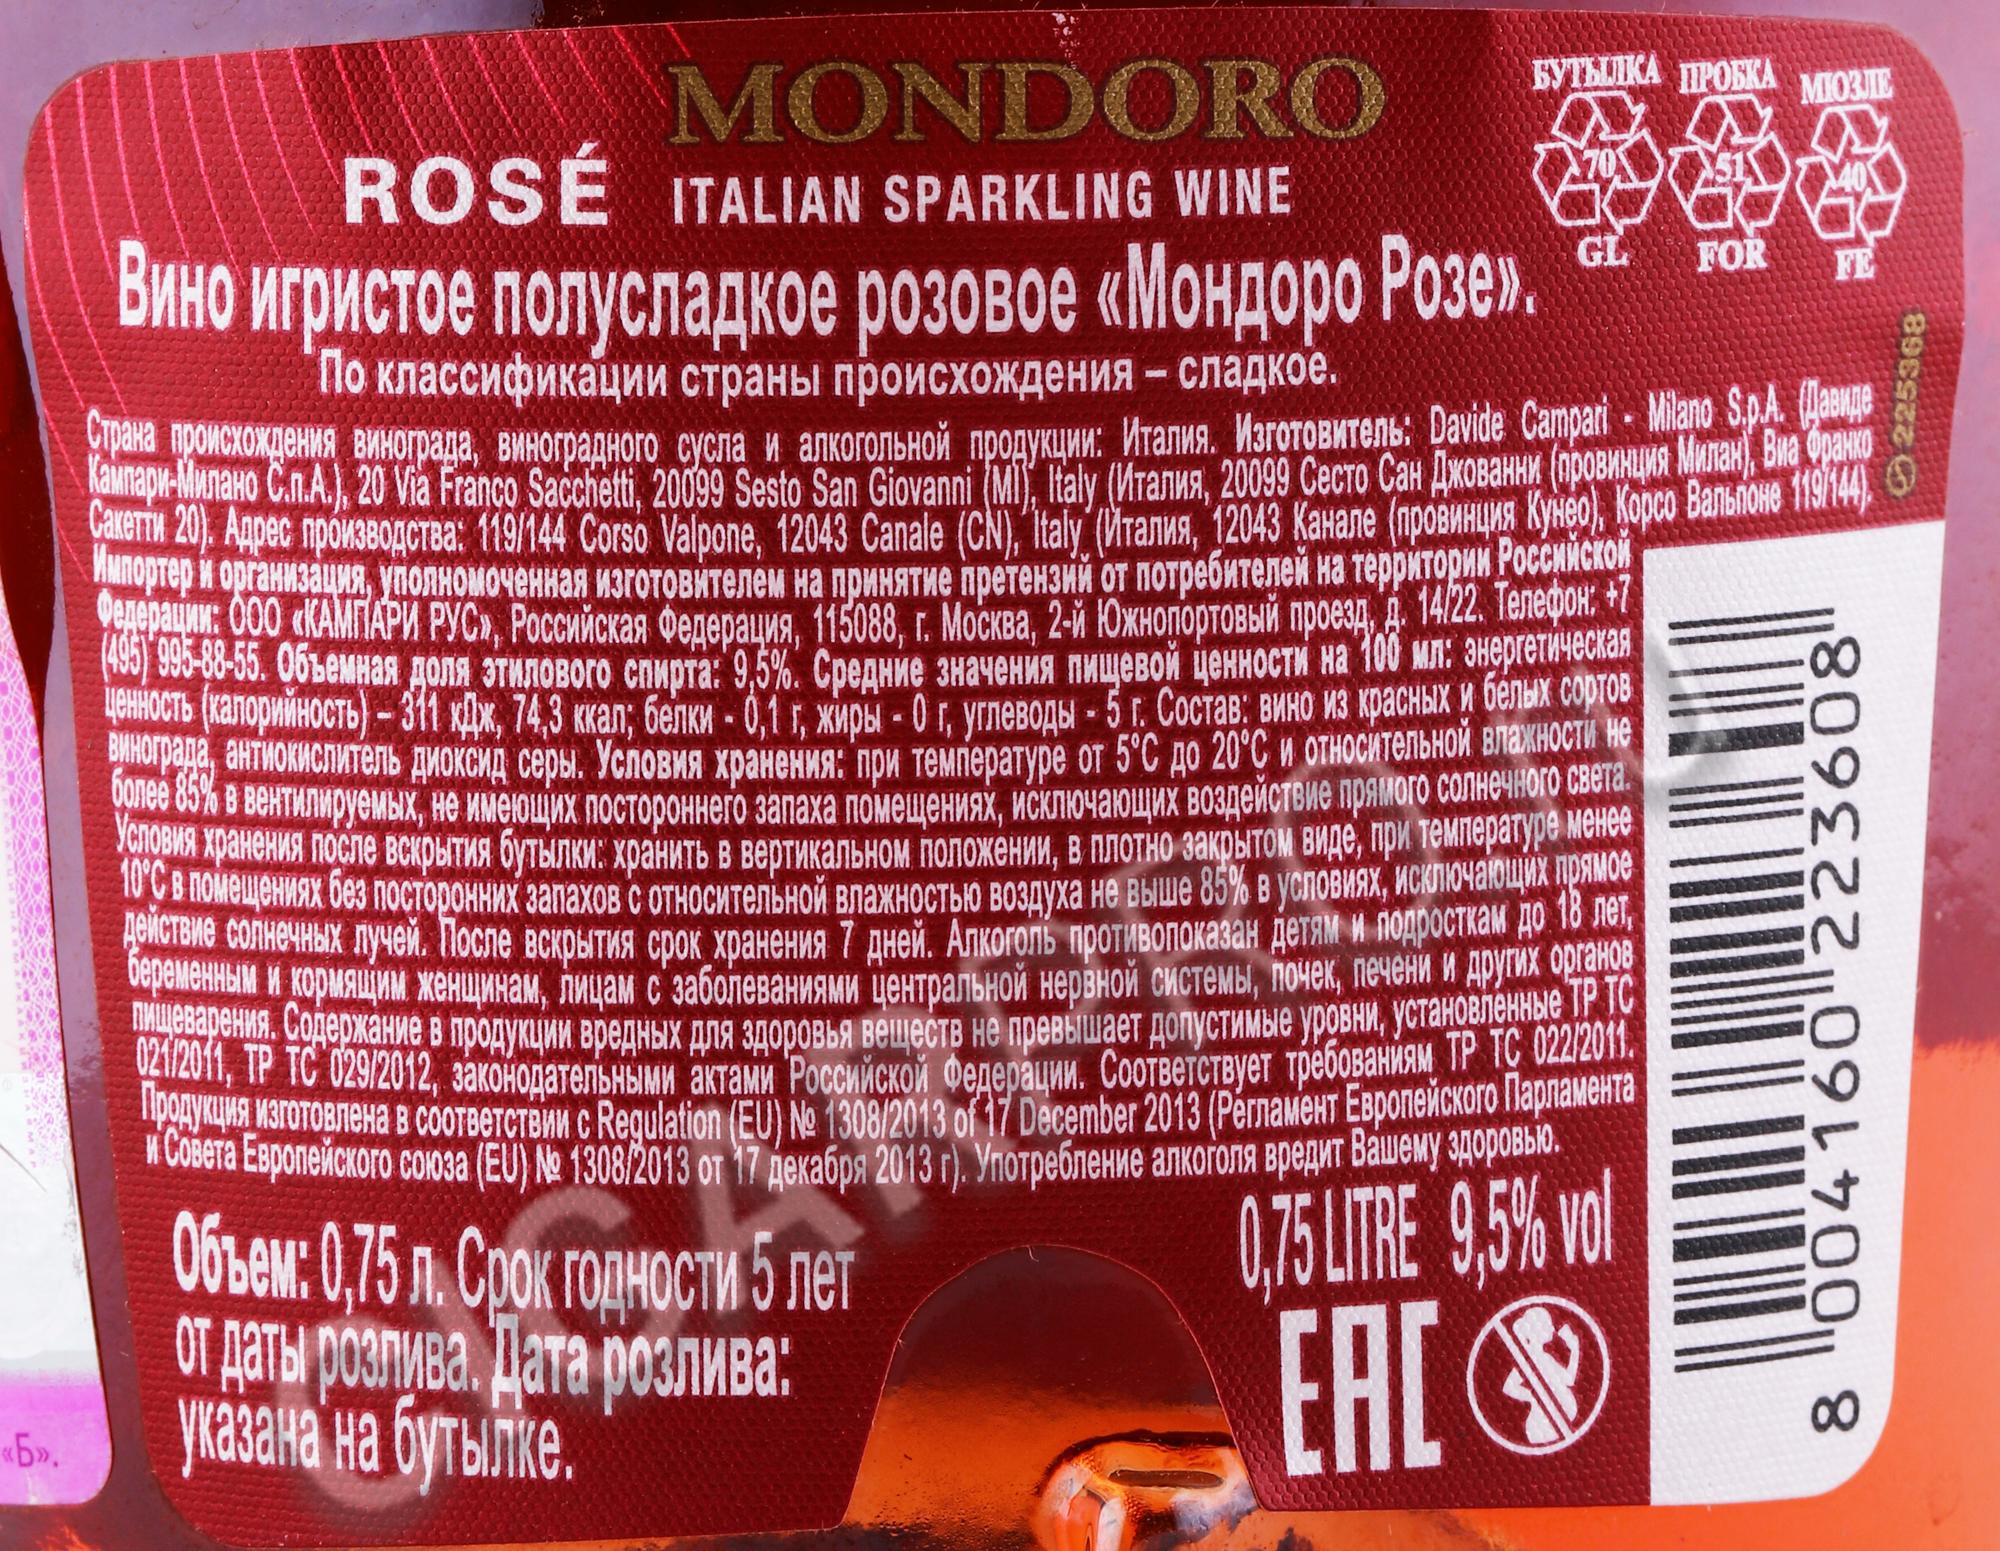 MONDORO
ROSÉ ITALIAN SPARKLING WINE
БУТЫЛКА ПРОБКА МЮЗЛЕ
70 51 40
GL FOR FE
Вино игристое полусладкое розовое «Мондоро Розе».
По классификации страны происхождения – сладкое.
Страна происхождения винограда, виноградного сусла и алкогольной продукции: Италия. Изготовитель: Davide Campari - Milano S.p.A. (Давиде
Кампари-Милано С.п.А.), 20 Via Franco Sacchetti, 20099 Sesto San Giovanni (MI), Italy (Италия, 20099 Сесто Сан Джованни (провинция Милан), Виа Франко
Сакетти 20). Адрес производства: 119/144 Corso Valpone, 12043 Canale (CN), Italy (Италия, 12043 Канале (провинция Кунео), Корсо Вальпоне 119/144).
Импортер и организация, уполномоченная изготовителем на принятие претензий от потребителей на территории Российской
Федерации: ООО «КАМПАРИ РУС», Российская Федерация, 115088, г. Москва, 2-й Южнопортовый проезд, д. 14/22. Телефон: +7
(495) 995-88-55. Объемная доля этилового спирта: 9,5%. Средние значения пищевой ценности на 100 мл: энергетическая
ценность (калорийность) – 311 кДж, 74,3 ккал; белки - 0,1 г, жиры - 0 г, углеводы - 5 г. Состав: вино из красных и белых сортов
винограда, антиокислитель диоксид серы. Условия хранения: при температуре от 5°C до 20°C и относительной влажности не
более 85% в вентилируемых, не имеющих постороннего запаха помещениях, исключающих воздействие прямого солнечного света.
Условия хранения после вскрытия бутылки: хранить в вертикальном положении, в плотно закрытом виде, при температуре менее
10°C в помещениях без посторонних запахов с относительной влажностью воздуха не выше 85% в условиях, исключающих прямое
действие солнечных лучей. После вскрытия срок хранения 7 дней. Алкоголь противопоказан детям и подросткам до 18 лет,
беременным и кормящим женщинам, лицам с заболеваниями центральной нервной системы, почек, печени и других органов
пищеварения. Содержание в продукции вредных для здоровья веществ не превышает допустимые уровни, установленные ТР ТС
021/2011, ТР ТС 029/2012, законодательными актами Российской Федерации. Соответствует требованиям ТР ТС 022/2011.
Продукция изготовлена в соответствии с Regulation (EU) № 1308/2013 of 17 December 2013 (Регламент Европейского Парламента
и Совета Европейского союза (EU) № 1308/2013 от 17 декабря 2013 г). Употребление алкоголя вредит Вашему здоровью.
Объем: 0,75 л. Срок годности 5 лет
от даты розлива. Дата розлива:
указана на бутылке.
0,75 LITRE 9,5% vol
EAC
225368
8 004160 223608
«Б».